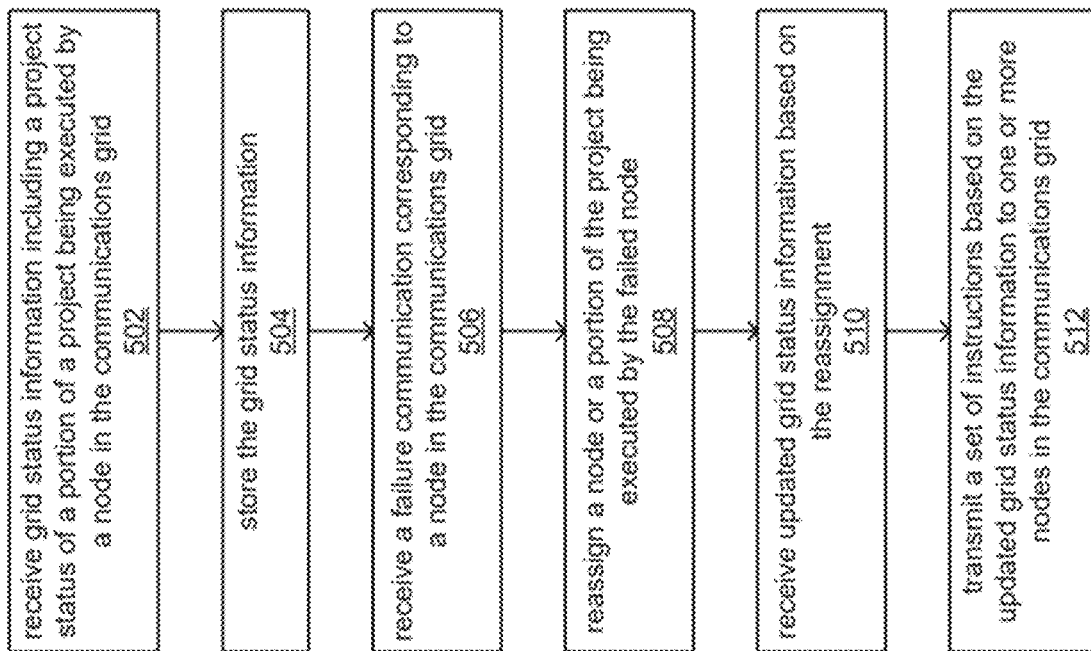 receive grid status information including a project
status of a portion of a project being executed by
a node in the communications grid
502
store the grid status information
504
receive a failure communication corresponding to
a node in the communications grid
506
reassign a node or a portion of the project being
executed by the failed node
508
receive updated grid status information based on
the reassignment
510
transmit a set of instructions based on the
updated grid status information to one or more
nodes in the communications grid
512